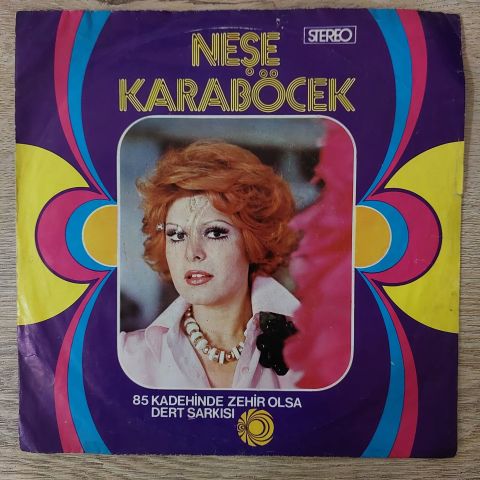 NEŞE
STEREO
KARABÖCEK
85 KADEHİNDE ZEHİR OLSA
DERT ŞARKISI